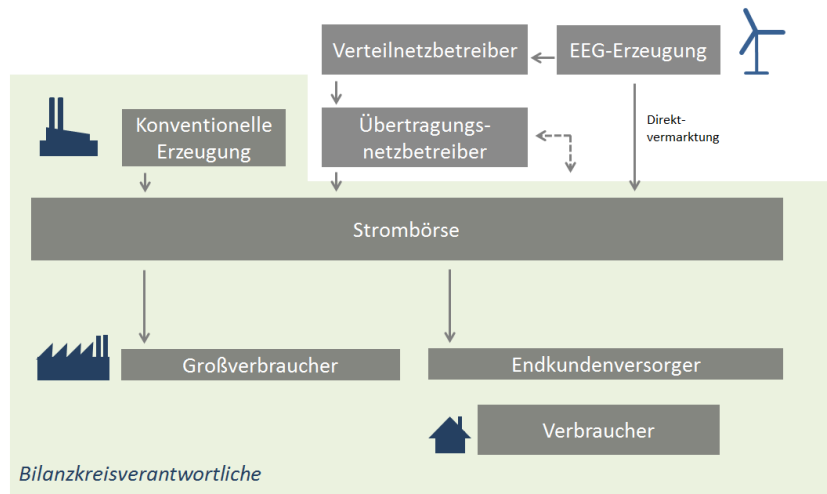 Verteilnetzbetreiber
EEG-Erzeugung
Konventionelle
Erzeugung
Übertragungs-
netzbetreiber
Direkt-
vermarktung
Strombörse
Großverbraucher
Endkundenversorger
Verbraucher
Bilanzkreisverantwortliche